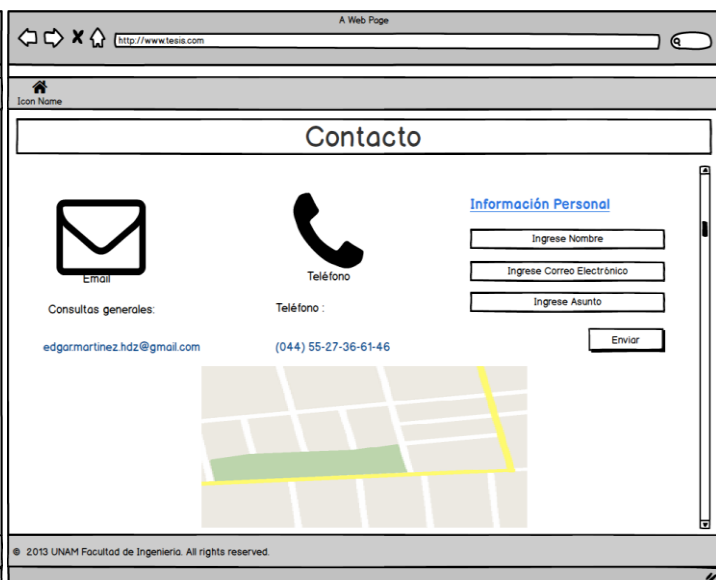 A Web Page
http://www.tesis.com
Icon Name
Contacto
Email
Consultas generales:
edgar.martinez.hdz@gmail.com
Teléfono
Teléfono :
(044) 55-27-36-61-46
Información Personal
Ingrese Nombre
Ingrese Correo Electrónico
Ingrese Asunto
Enviar
© 2013 UNAM Facultad de Ingenieria. All rights reserved.